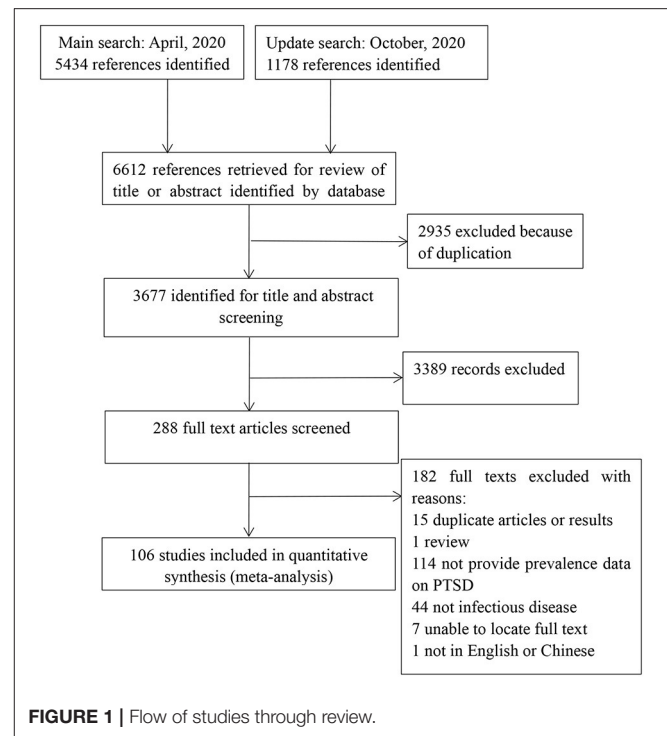 Main search: April, 2020
5434 references identified
Update search: October, 2020
1178 references identified
6612 references retrieved for review of
title or abstract identified by database
2935 excluded because
of duplication
3677 identified for title and abstract
screening
3389 records excluded
288 full text articles screened
182 full texts excluded with
reasons:
15 duplicate articles or results
1 review
114 not provide prevalence data
on PTSD
44 not infectious disease
7 unable to locate full text
1 not in English or Chinese
106 studies included in quantitative
synthesis (meta-analysis)
FIGURE 1 | Flow of studies through review.